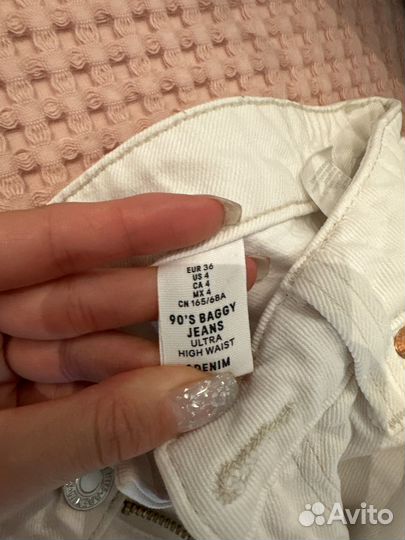 EUR 36
US 4
CA 4
MX 4
CN 165/68A
90'S BAGGY
JEANS
ULTRA
HIGH WAIST
DENIM
Avito